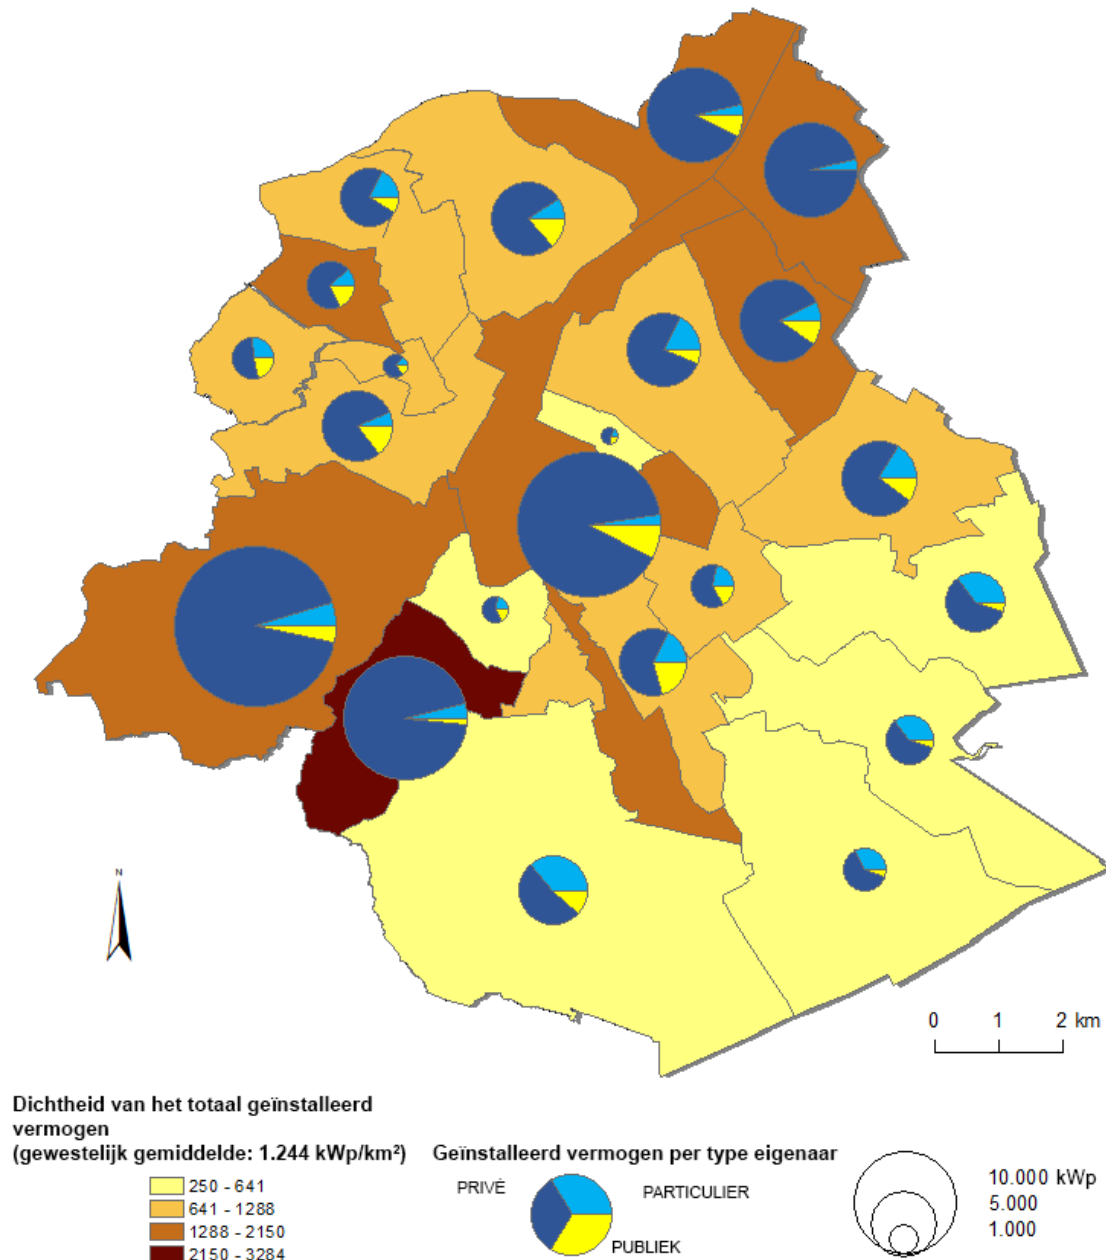 N
0 1 2 km
Dichtheid van het totaal geïnstalleerd
vermogen
(gewestelijk gemiddelde: 1.244 kWp/km²)
250 - 641
641 - 1288
1288 - 2150
2150 - 3284
Geïnstalleerd vermogen per type eigenaar
PRIVÉ
PARTICULIER
PUBLIEK
10.000 kWp
5.000
1.000